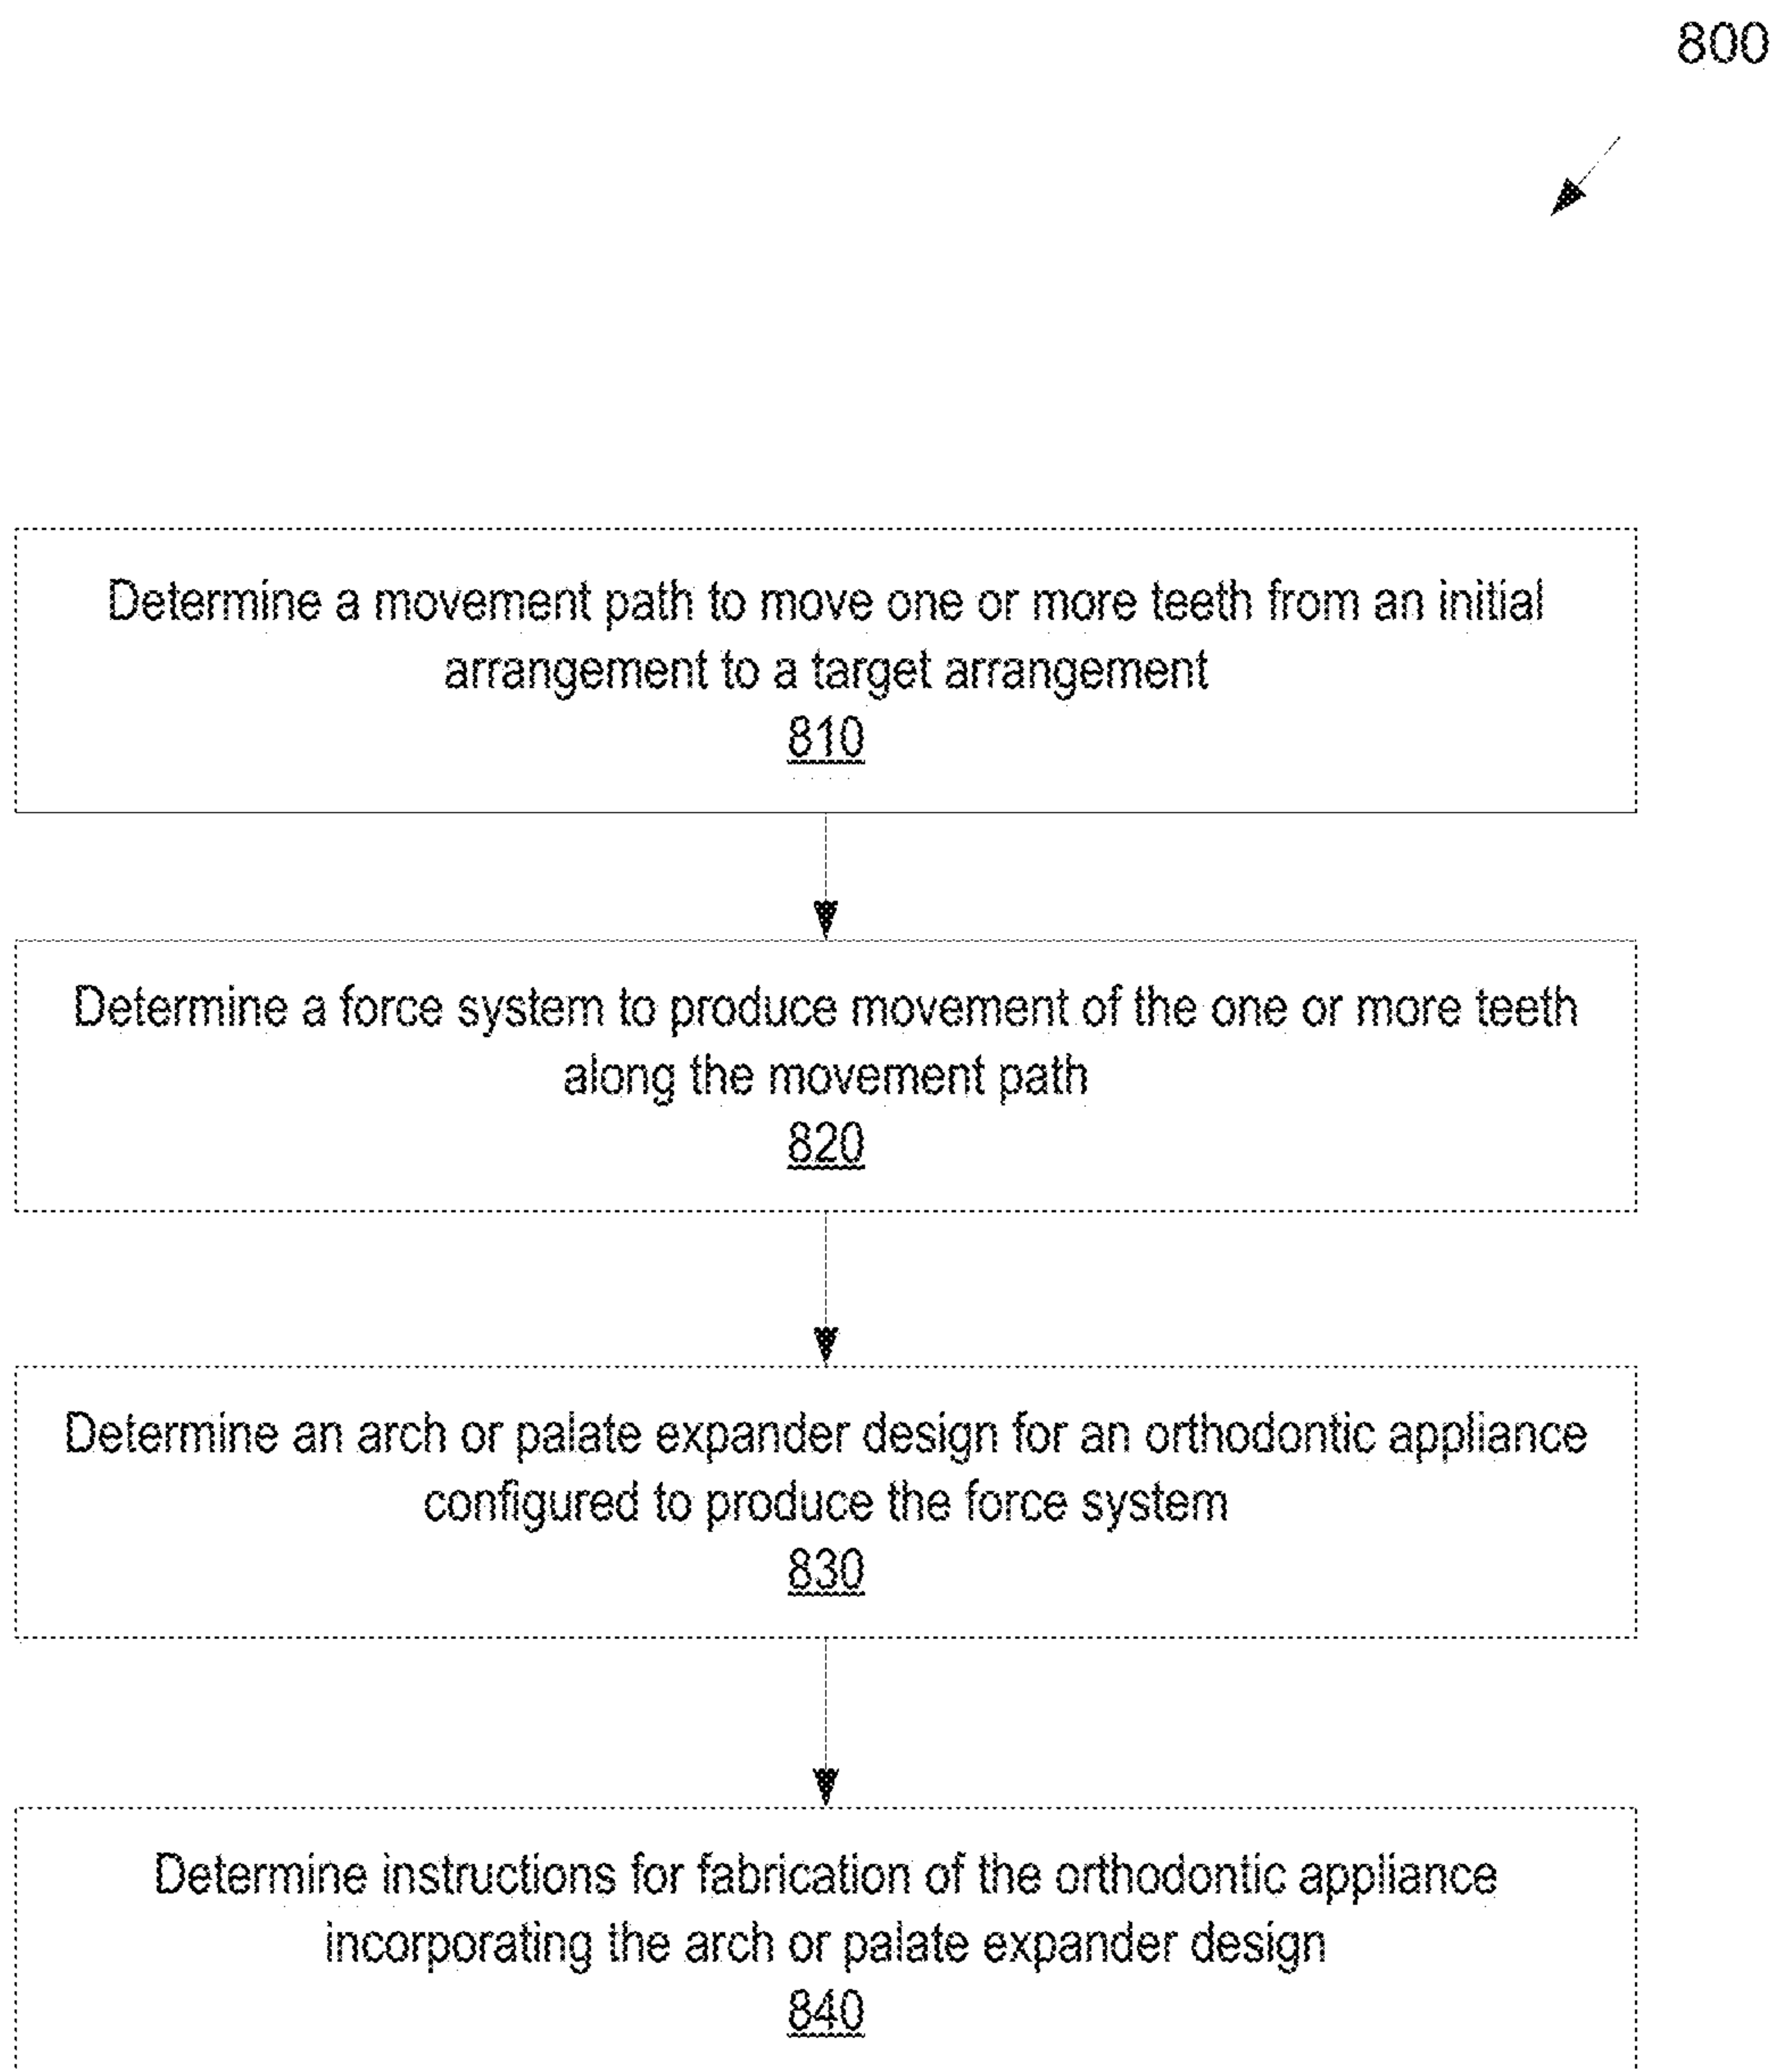 800
Determine a movement path to move one or more teeth from an initial
arrangement to a target arrangement
810
Determine a force system to produce movement of the one or more teeth
along the movement path
820
Determine an arch or palate expander design for an orthodontic appliance
configured to produce the force system
830
Determine instructions for fabrication of the orthodontic appliance
incorporating the arch or palate expander design
840